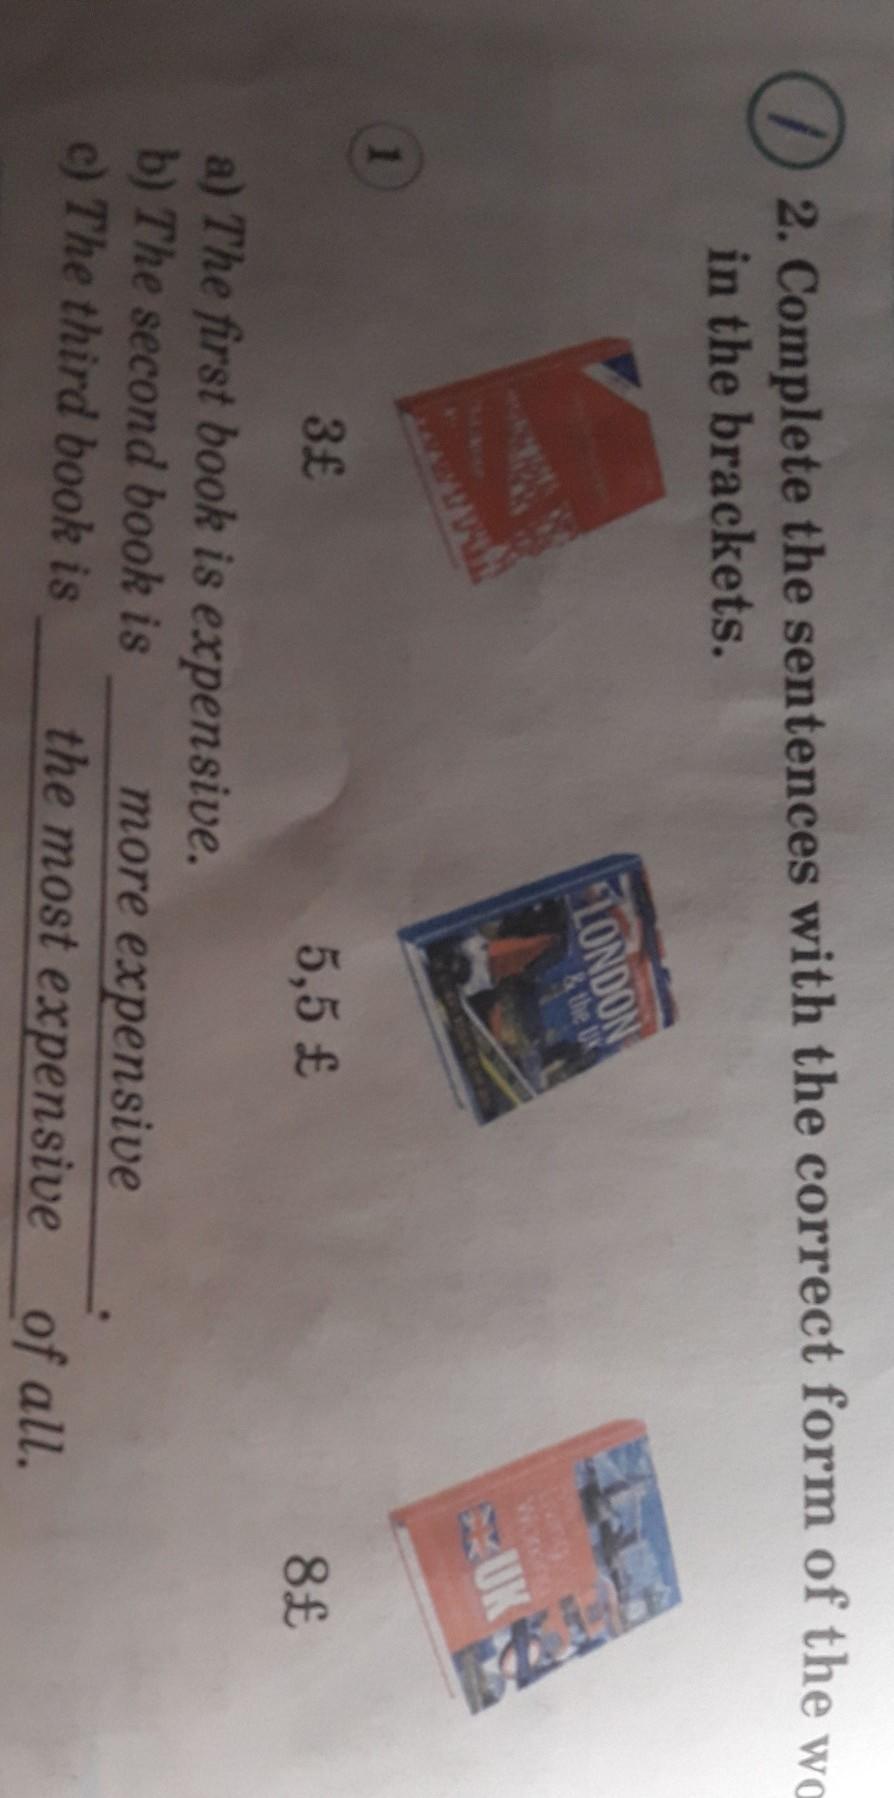 1 2. Complete the sentences with the correct form of the
in the brackets.
LONDON
& the UK
UK
1
3£ 5,5 £ 8£
a) The first book is expensive.
b) The second book is more expensive.
c) The third book is the most expensive of all.